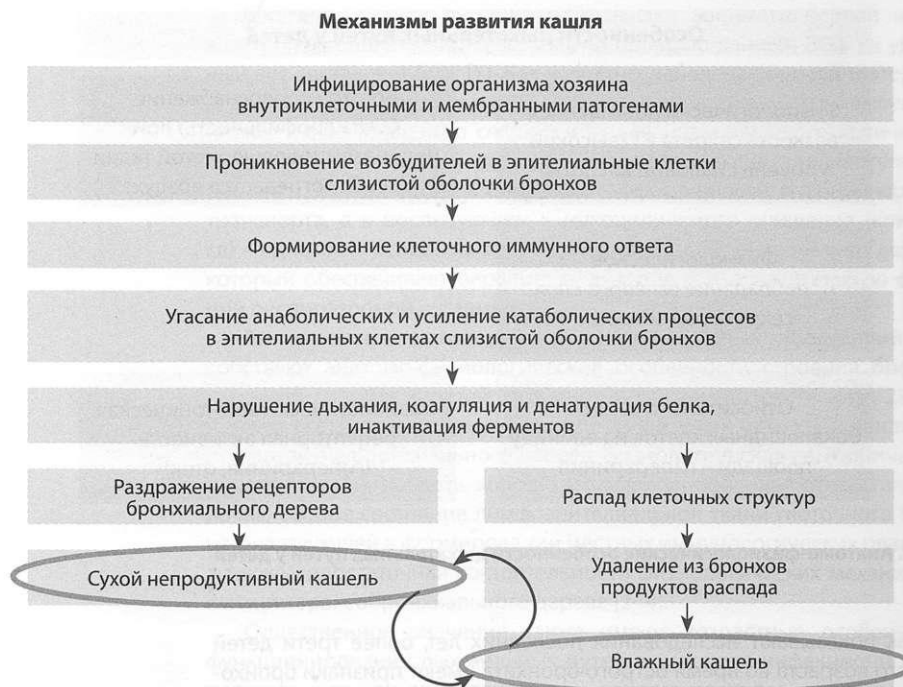 Механизмы развития кашля
Инфицирование организма хозяина
внутриклеточными и мембранными патогенами
Проникновение возбудителей в эпителиальные клетки
слизистой оболочки бронхов
Формирование клеточного иммунного ответа
Угасание анаболических и усиление катаболических процессов
в эпителиальных клетках слизистой оболочки бронхов
Нарушение дыхания, коагуляция и денатурация белка,
инактивация ферментов
Раздражение рецепторов
бронхиального дерева
Сухой непродуктивный кашель
Распад клеточных структур
Удаление из бронхов
продуктов распада
Влажный кашель